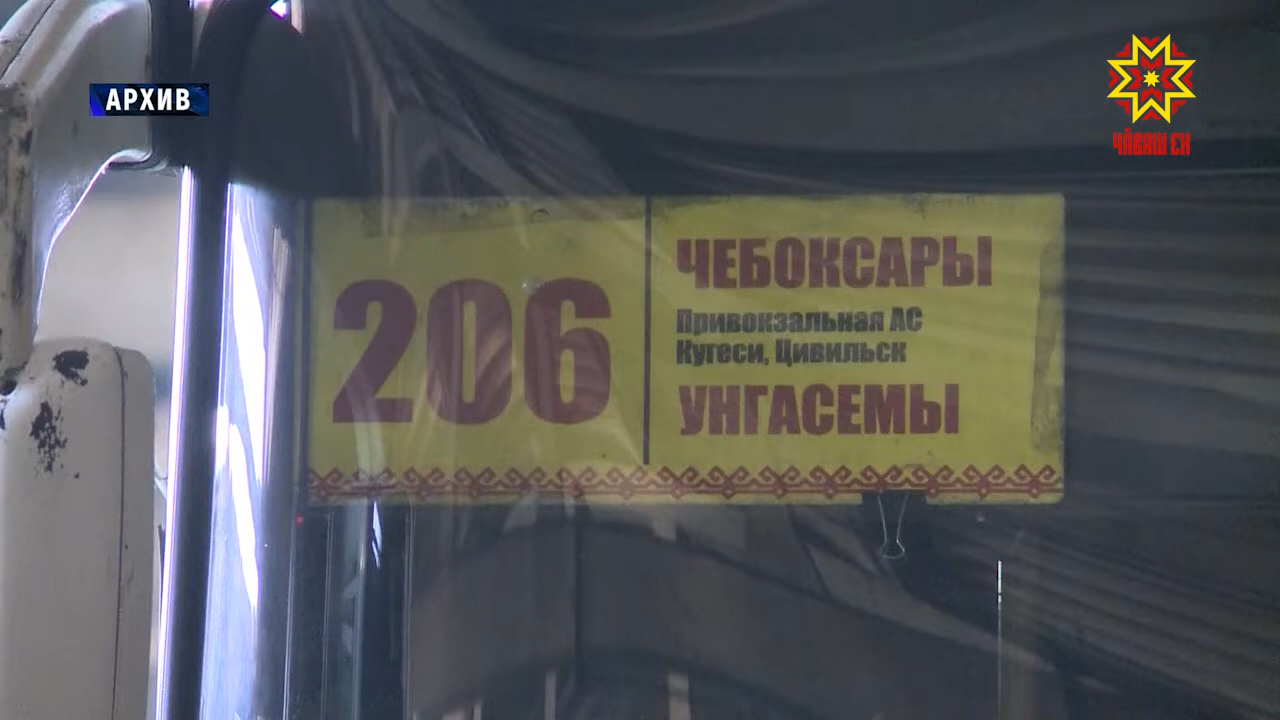 АРХИВ
ЧӐВАШ ЕН
206
ЧЕБОКСАРЫ
Привокзальная АС
Кугеси, Цивильск
УНГАСЕМЫ